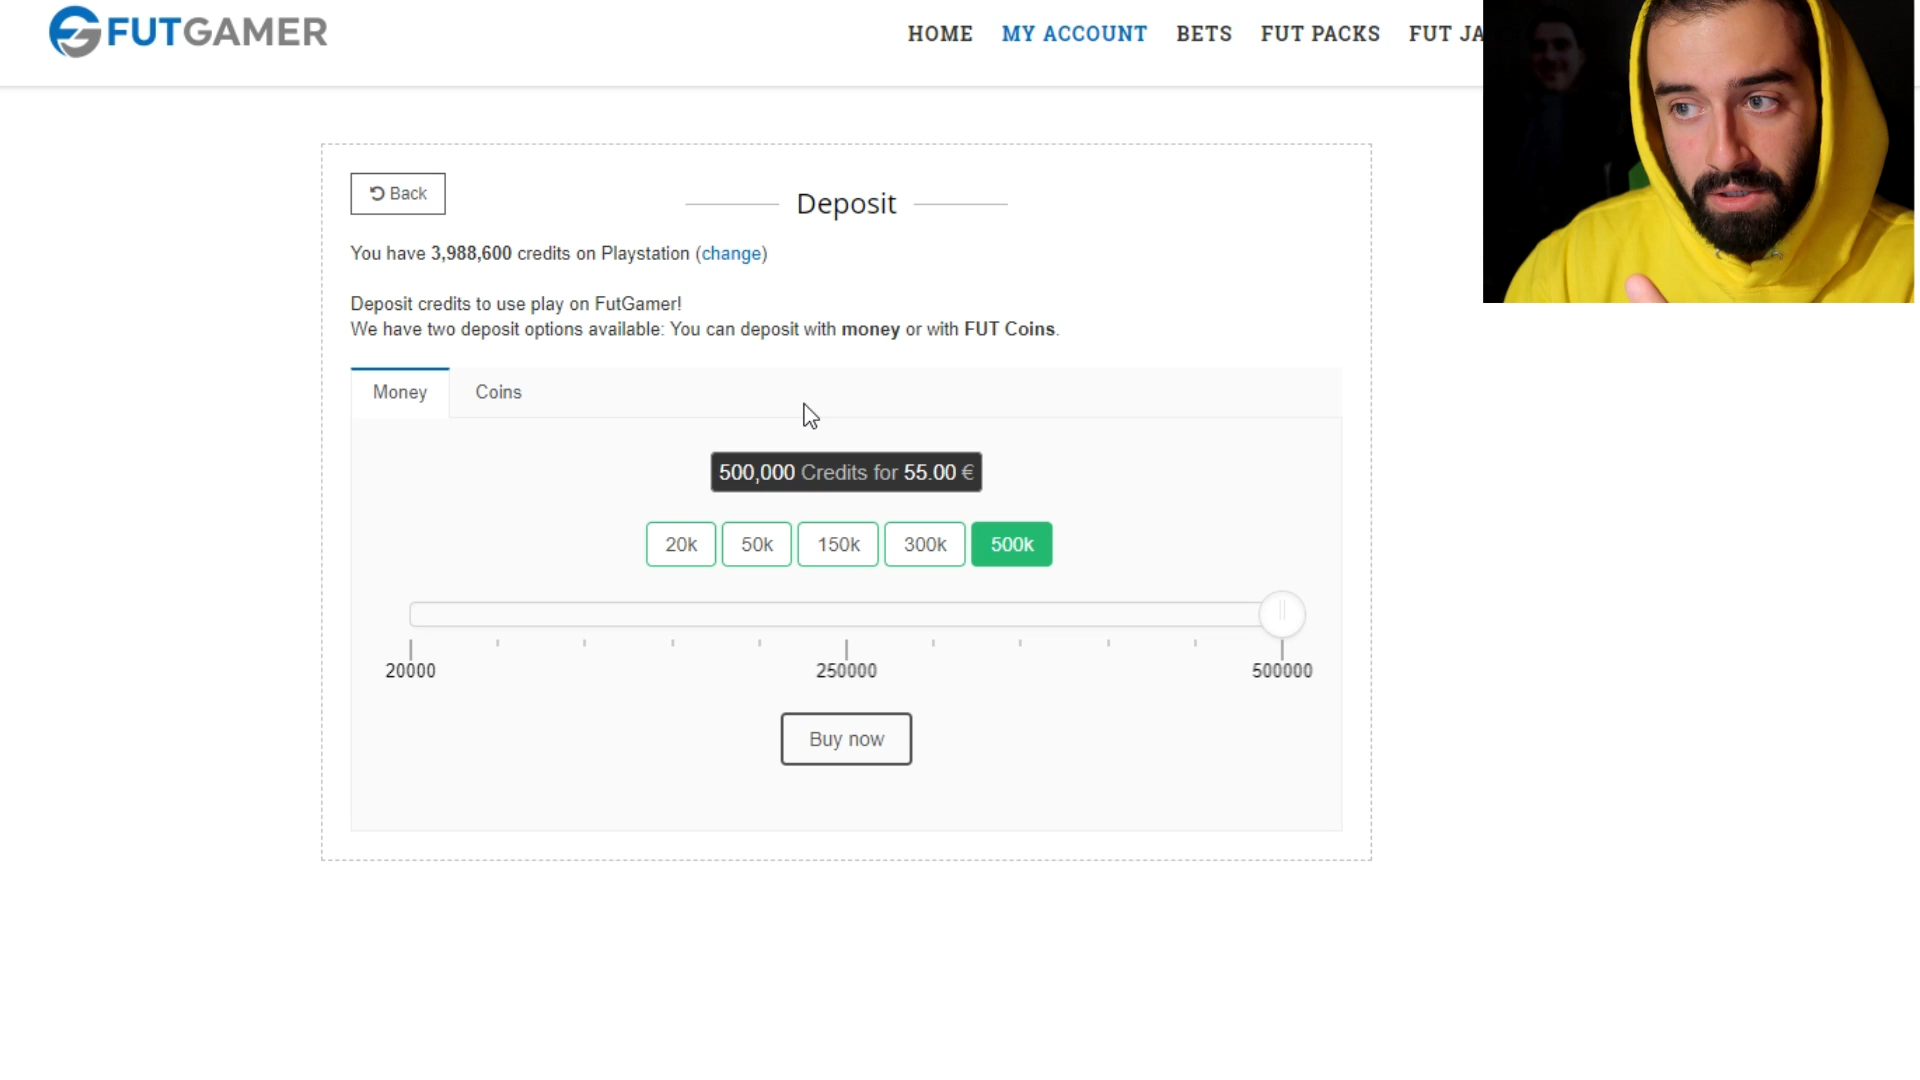 FUTGAMER
HOME MY ACCOUNT BETS FUT PACKS FUT JA
Back
Deposit
You have 3,988,600 credits on Playstation (change)
Deposit credits to use play on FutGamer!
We have two deposit options available: You can deposit with money or with FUT Coins.
Money Coins
500,000 Credits for 55.00 €
20k 50k 150k 300k 500k
20000 250000 500000
Buy now